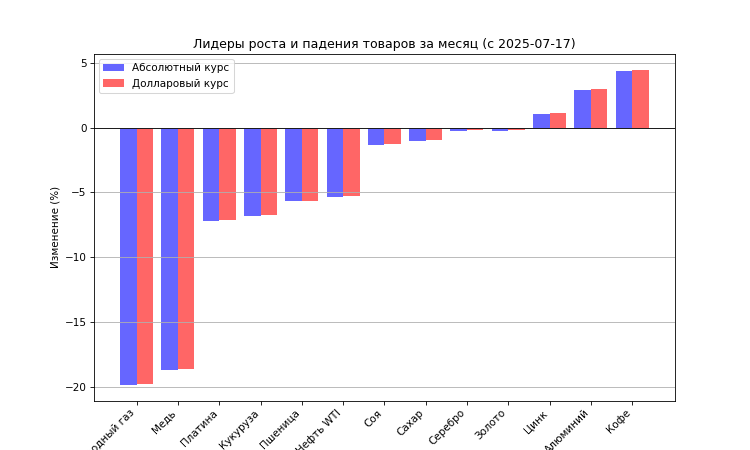 Лидеры роста и падения товаров за месяц (с 2025-07-17)
Абсолютный курс
Долларовый курс
Изменение (%)
5
0
−5
−10
−15
−20
газ
Медь
Платина
Кукуруза
Пшеница
Нефть WTI
Соя
Сахар
Серебро
Золото
Цинк
Алюминий
Кофе